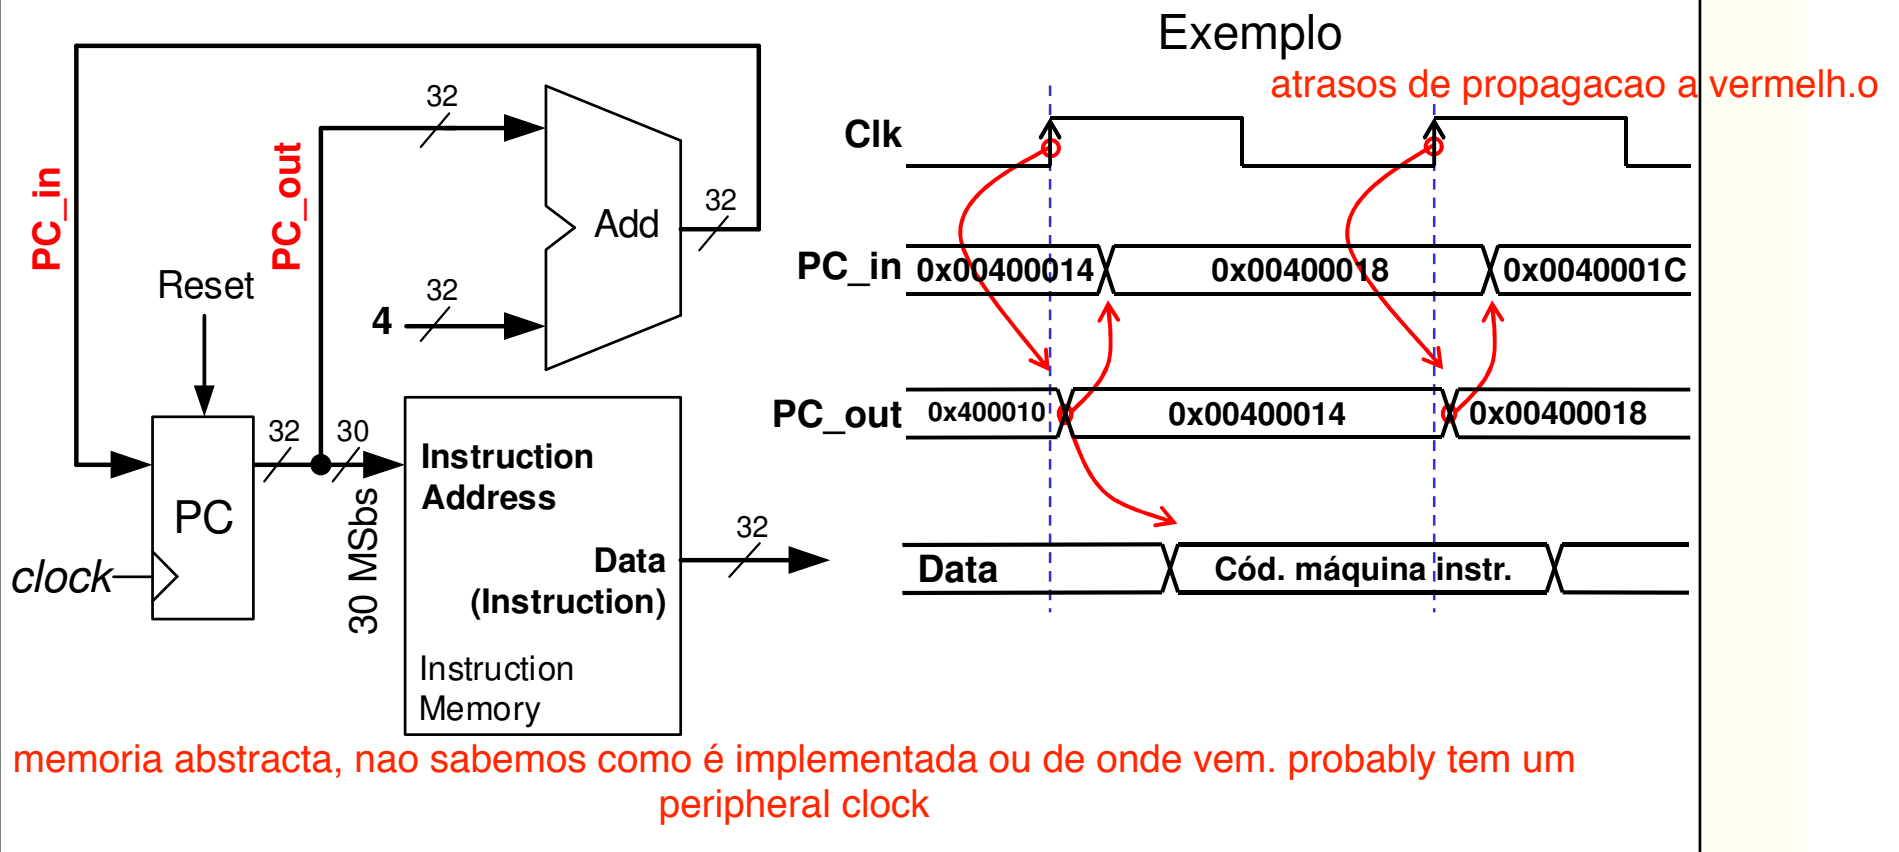 Exemplo
atrasos de propagacao a vermelh.o
32
Add
32
PC_in
PC_out
Reset
4
32
32
30
30 MSbs
PC
clock
Instruction
Address
Data
(Instruction)
32
Instruction
Memory
Clk
PC_in
0x00400014
0x00400018
0x0040001C
PC_out
0x400010
0x00400014
0x00400018
Data
Cód. máquina instr.
memoria abstracta, nao sabemos como é implementada ou de onde vem. probably tem um
peripheral clock